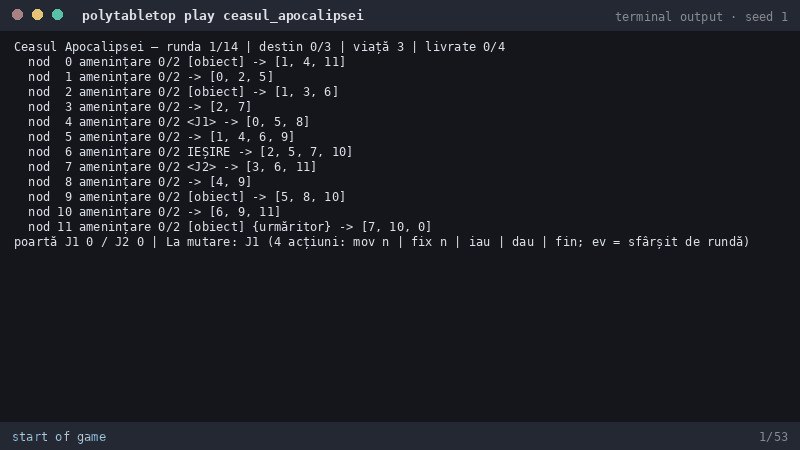 polytabletop play ceasul_apocalipsei
terminal output · seed 1
Ceasul Apocalipsei — runda 1/14 | destin 0/3 | viață 3 | livrate 0/4
nod 0 amenințare 0/2 [obiect] -> [1, 4, 11]
nod 1 amenințare 0/2 -> [0, 2, 5]
nod 2 amenințare 0/2 [obiect] -> [1, 3, 6]
nod 3 amenințare 0/2 -> [2, 7]
nod 4 amenințare 0/2 <J1> -> [0, 5, 8]
nod 5 amenințare 0/2 -> [1, 4, 6, 9]
nod 6 amenințare 0/2 IEȘIRE -> [2, 5, 7, 10]
nod 7 amenințare 0/2 <J2> -> [3, 6, 11]
nod 8 amenințare 0/2 -> [4, 9]
nod 9 amenințare 0/2 [obiect] -> [5, 8, 10]
nod 10 amenințare 0/2 -> [6, 9, 11]
nod 11 amenințare 0/2 [obiect] {următritor} -> [7, 10, 0]
poartă J1 0 / J2 0 | La mutare: J1 (4 acțiuni: mov n | fix n | iau | dau | fin; ev = sfârșit de rundă)
start of game
1/53